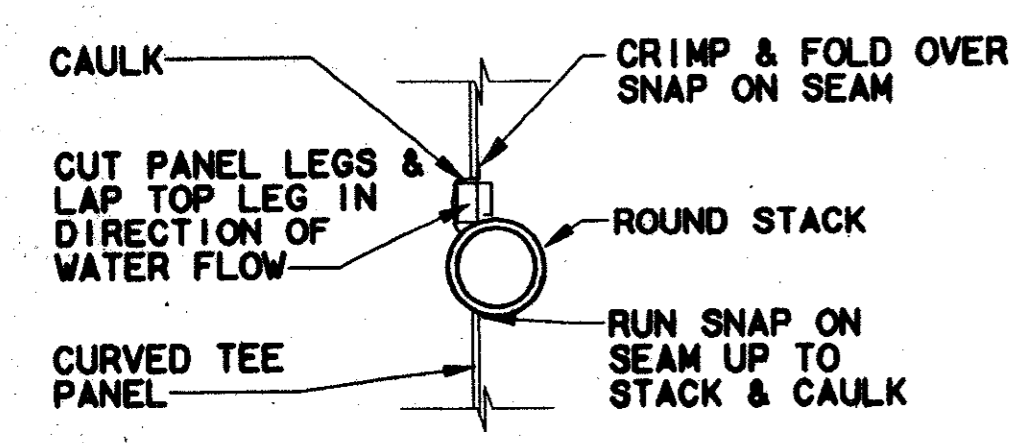 CAULK
CRIMP & FOLD OVER
SNAP ON SEAM
CUT PANEL LEGS &
LAP TOP LEG IN
DIRECTION OF
WATER FLOW
ROUND STACK
RUN SNAP ON
SEAM UP TO
STACK & CAULK
CURVED TEE
PANEL